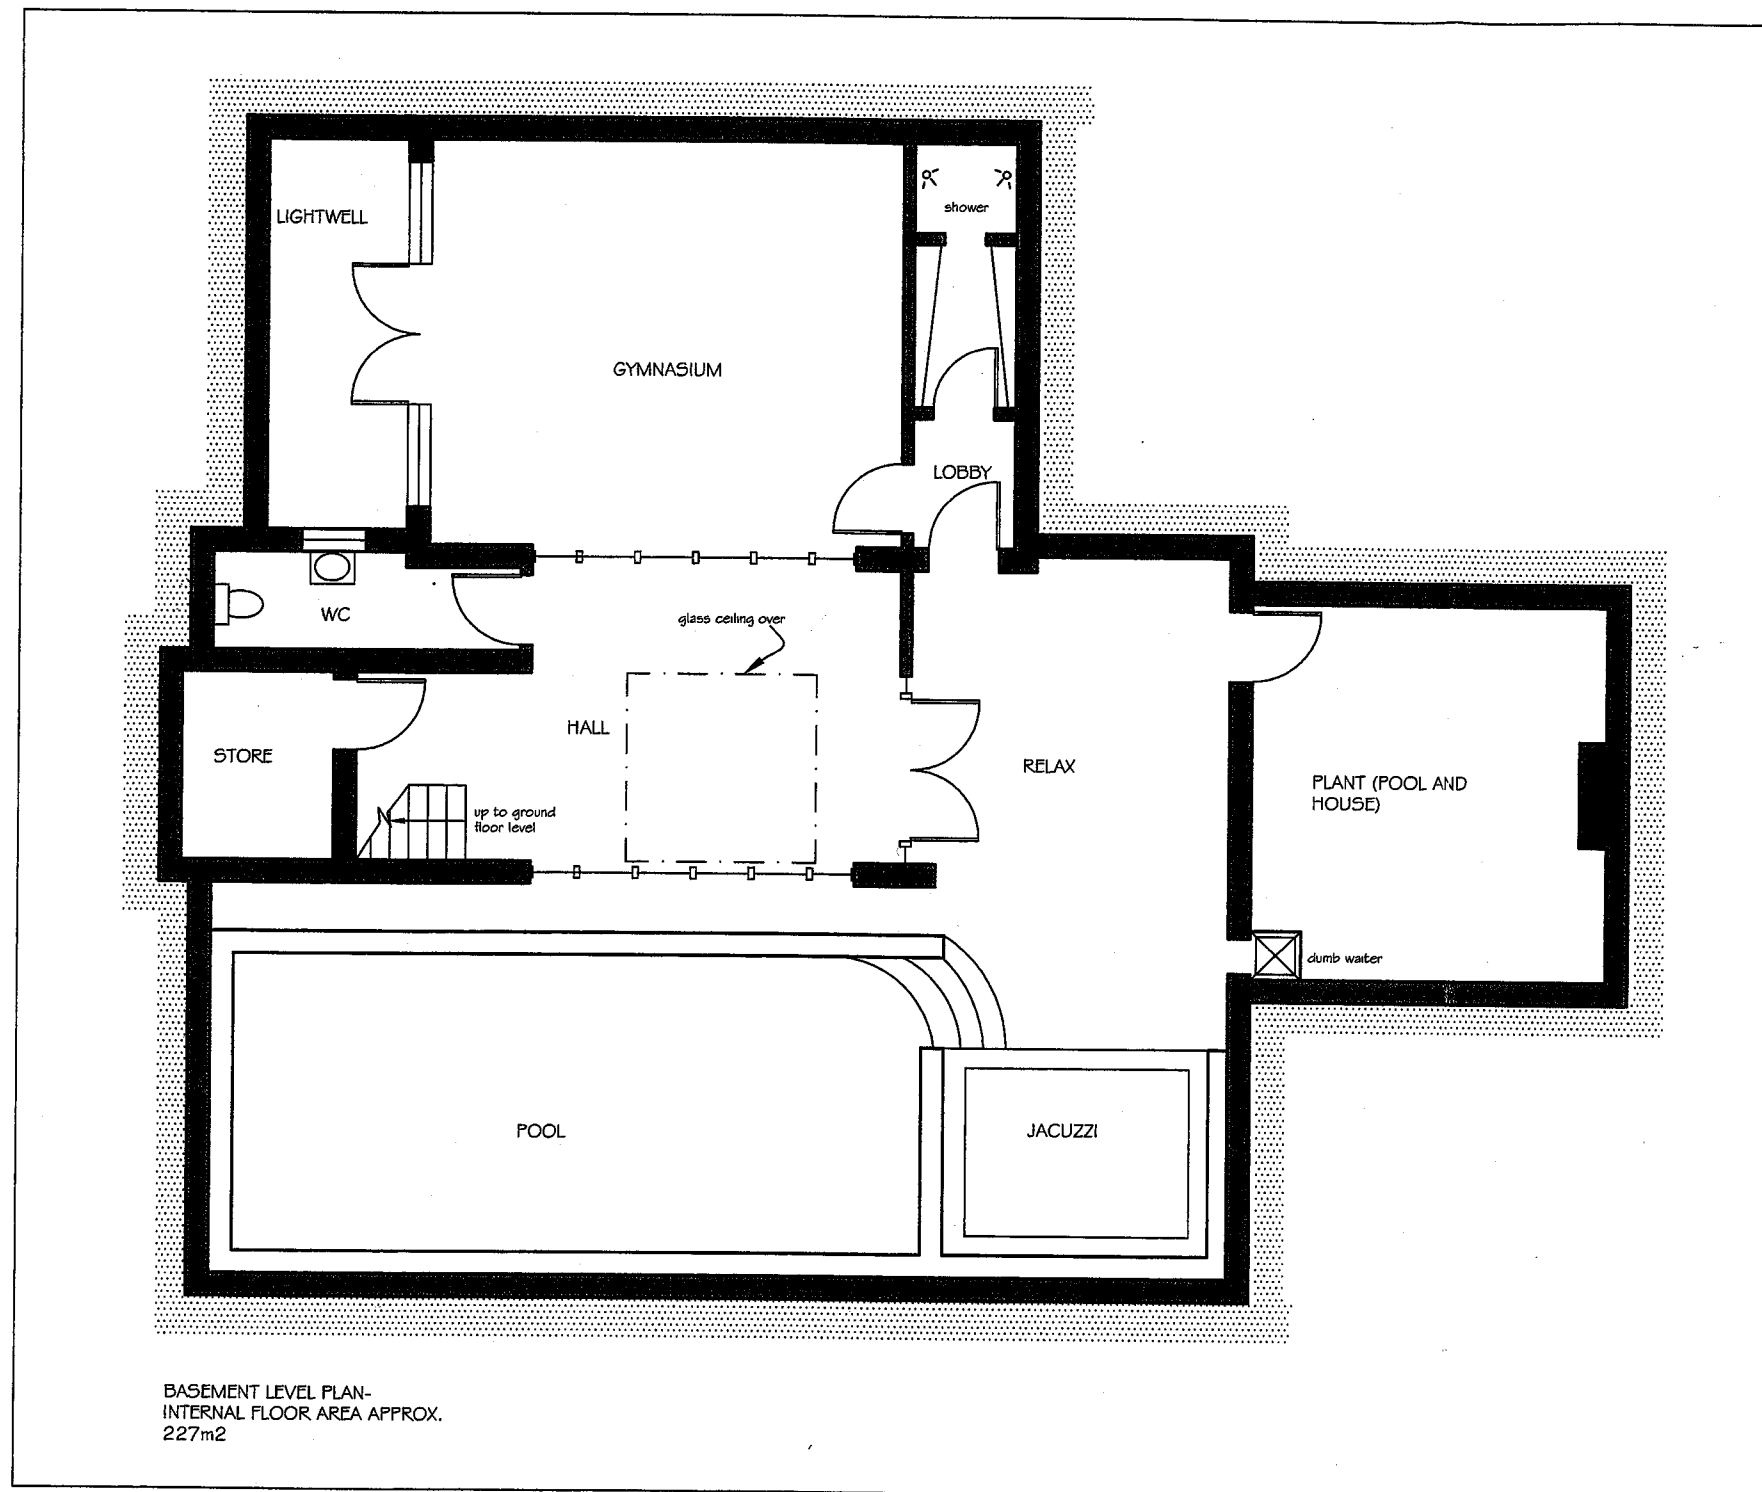 shower
LIGHTWELL
GYMNASIUM
LOBBY
WC
glass ceiling over
HALL
STORE
RELAX
PLANT (POOL AND
HOUSE)
up to ground
floor level
dumb waiter
POOL
JACUZZI
BASEMENT LEVEL PLAN-
INTERNAL FLOOR AREA APPROX.
227m2